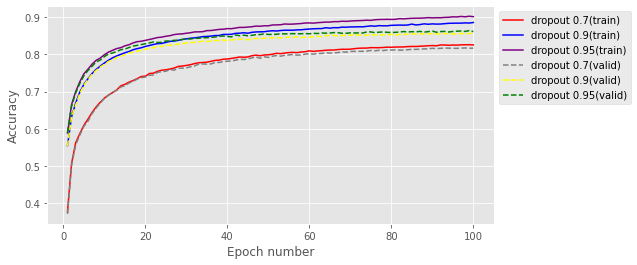 0.9
0.8
0.7
0.6
0.5
0.4
Accuracy
0 20 40 60 80 100
Epoch number
dropout 0.7(train)
dropout 0.9(train)
dropout 0.95(train)
dropout 0.7(valid)
dropout 0.9(valid)
dropout 0.95(valid)